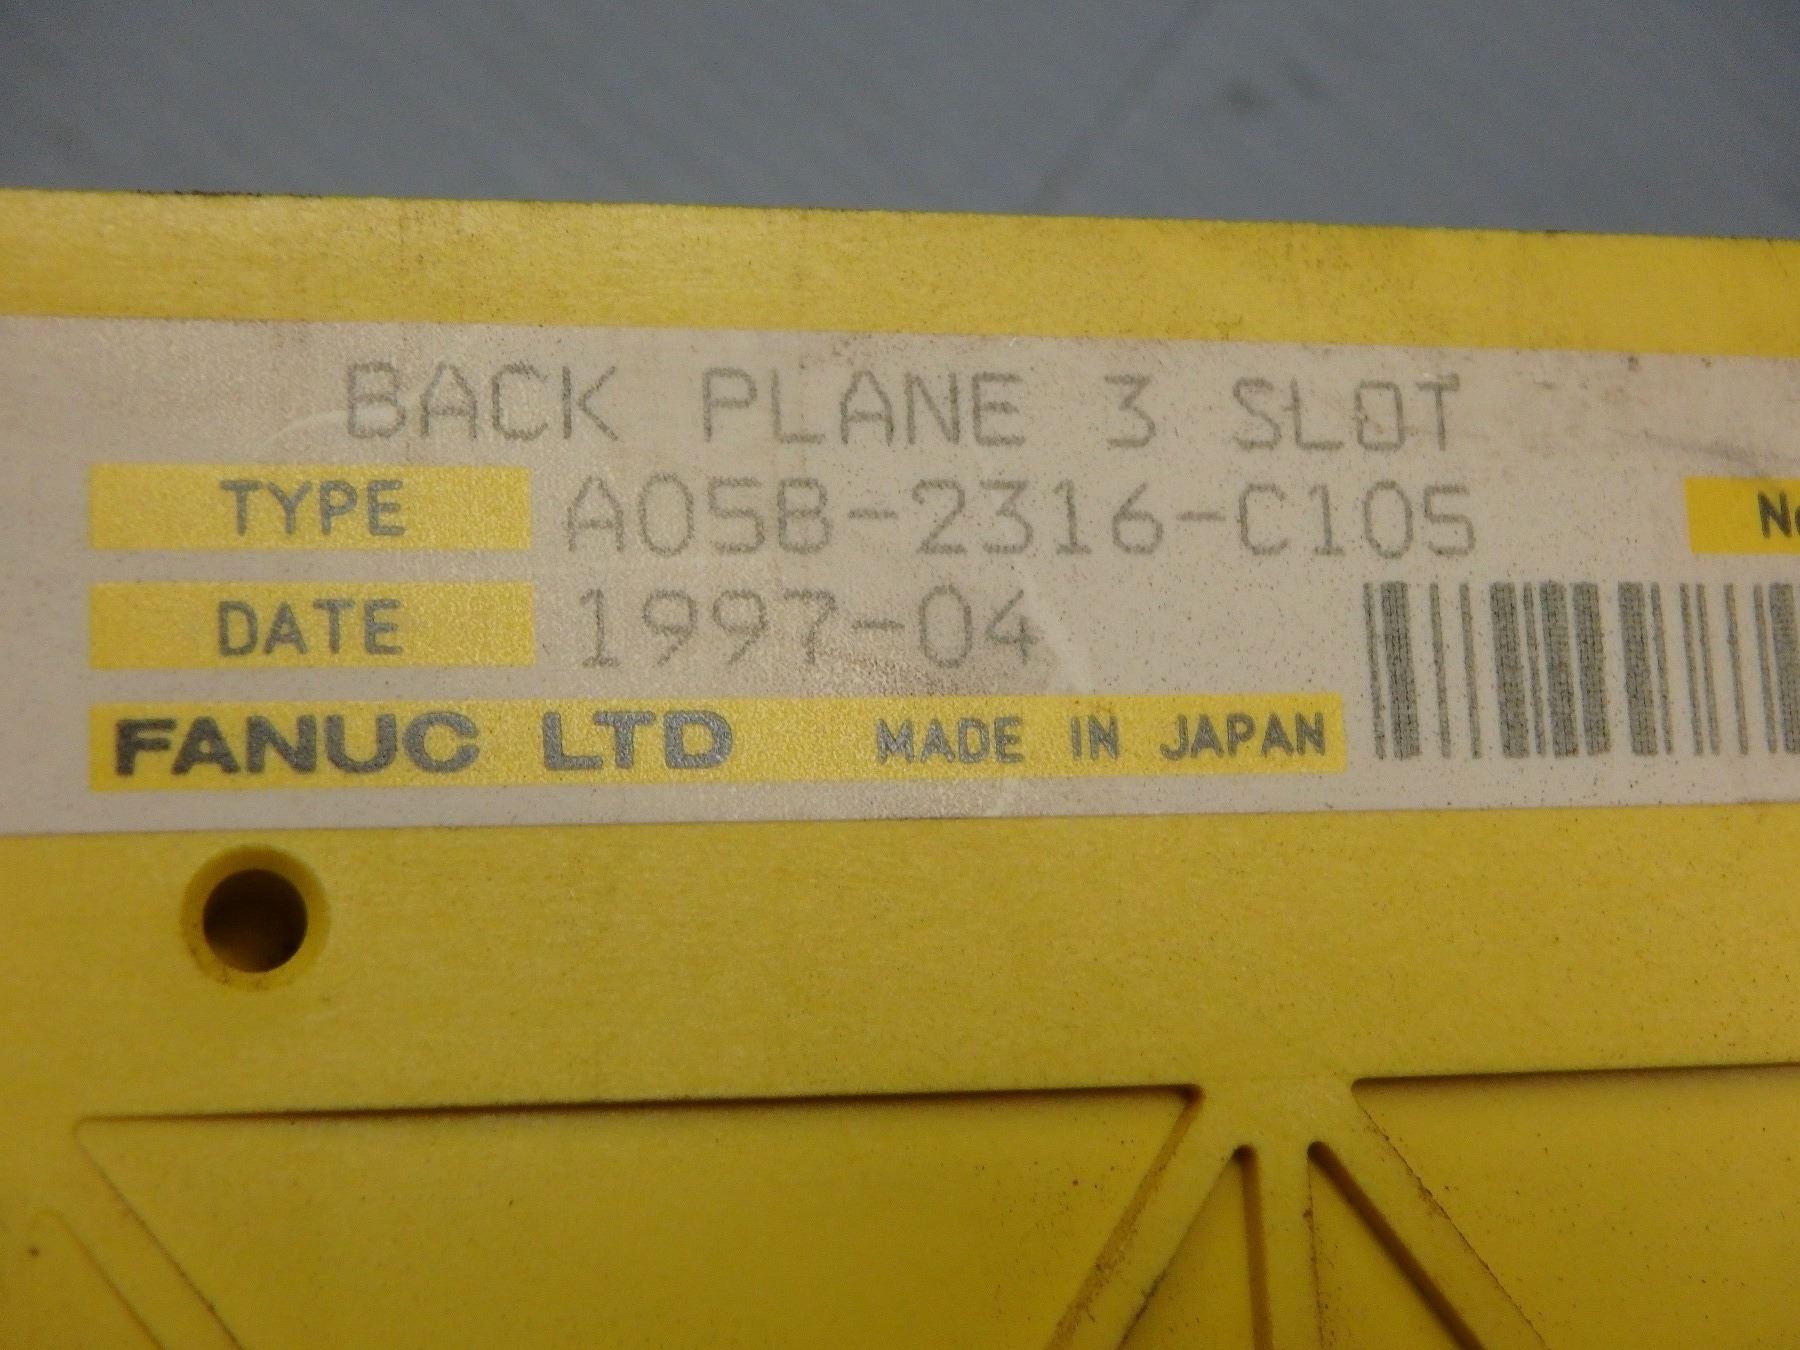 BACK PLANE 3 SLOT
TYPE A05B-2316-C105
DATE 1997-04
FANUC LTD MADE IN JAPAN